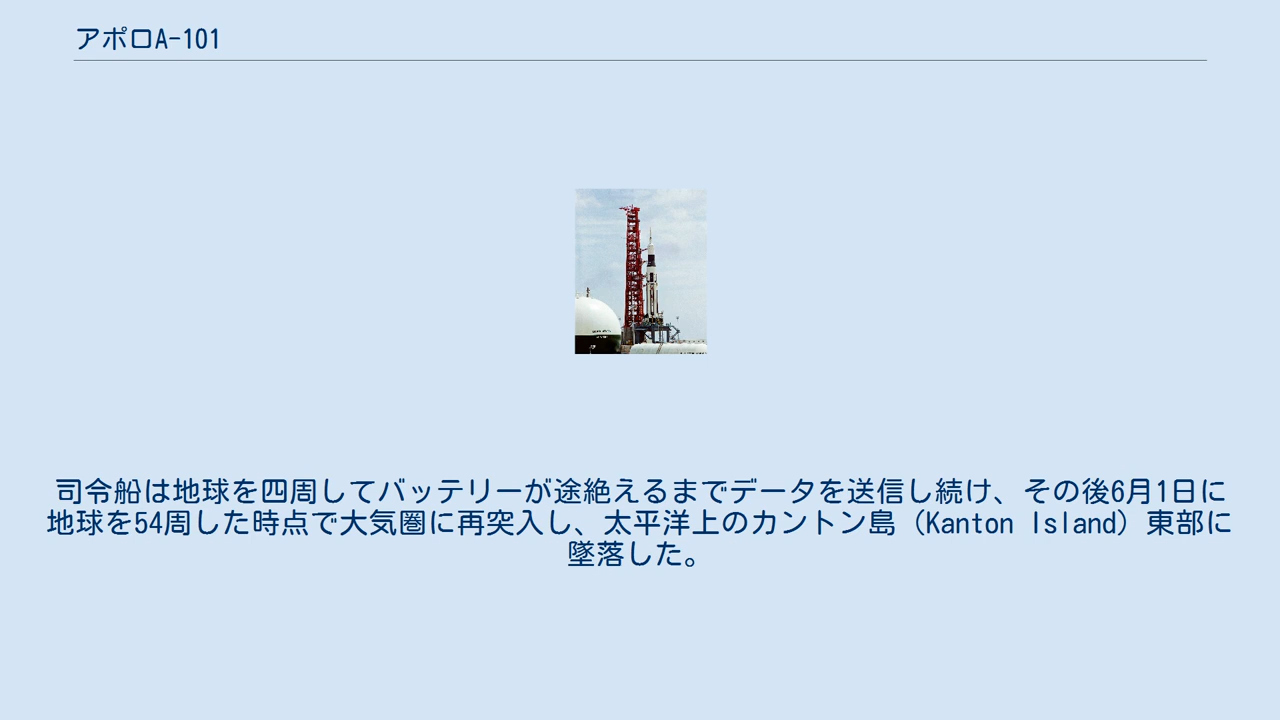 アポロA-101
司令船は地球を四周してバッテリーが途絶えるまでデータを送信し続け、その後6月1日に
地球を54周した時点で大気圏に再突入し、太平洋上のカントン島（Kanton Island）東部に
墜落した。